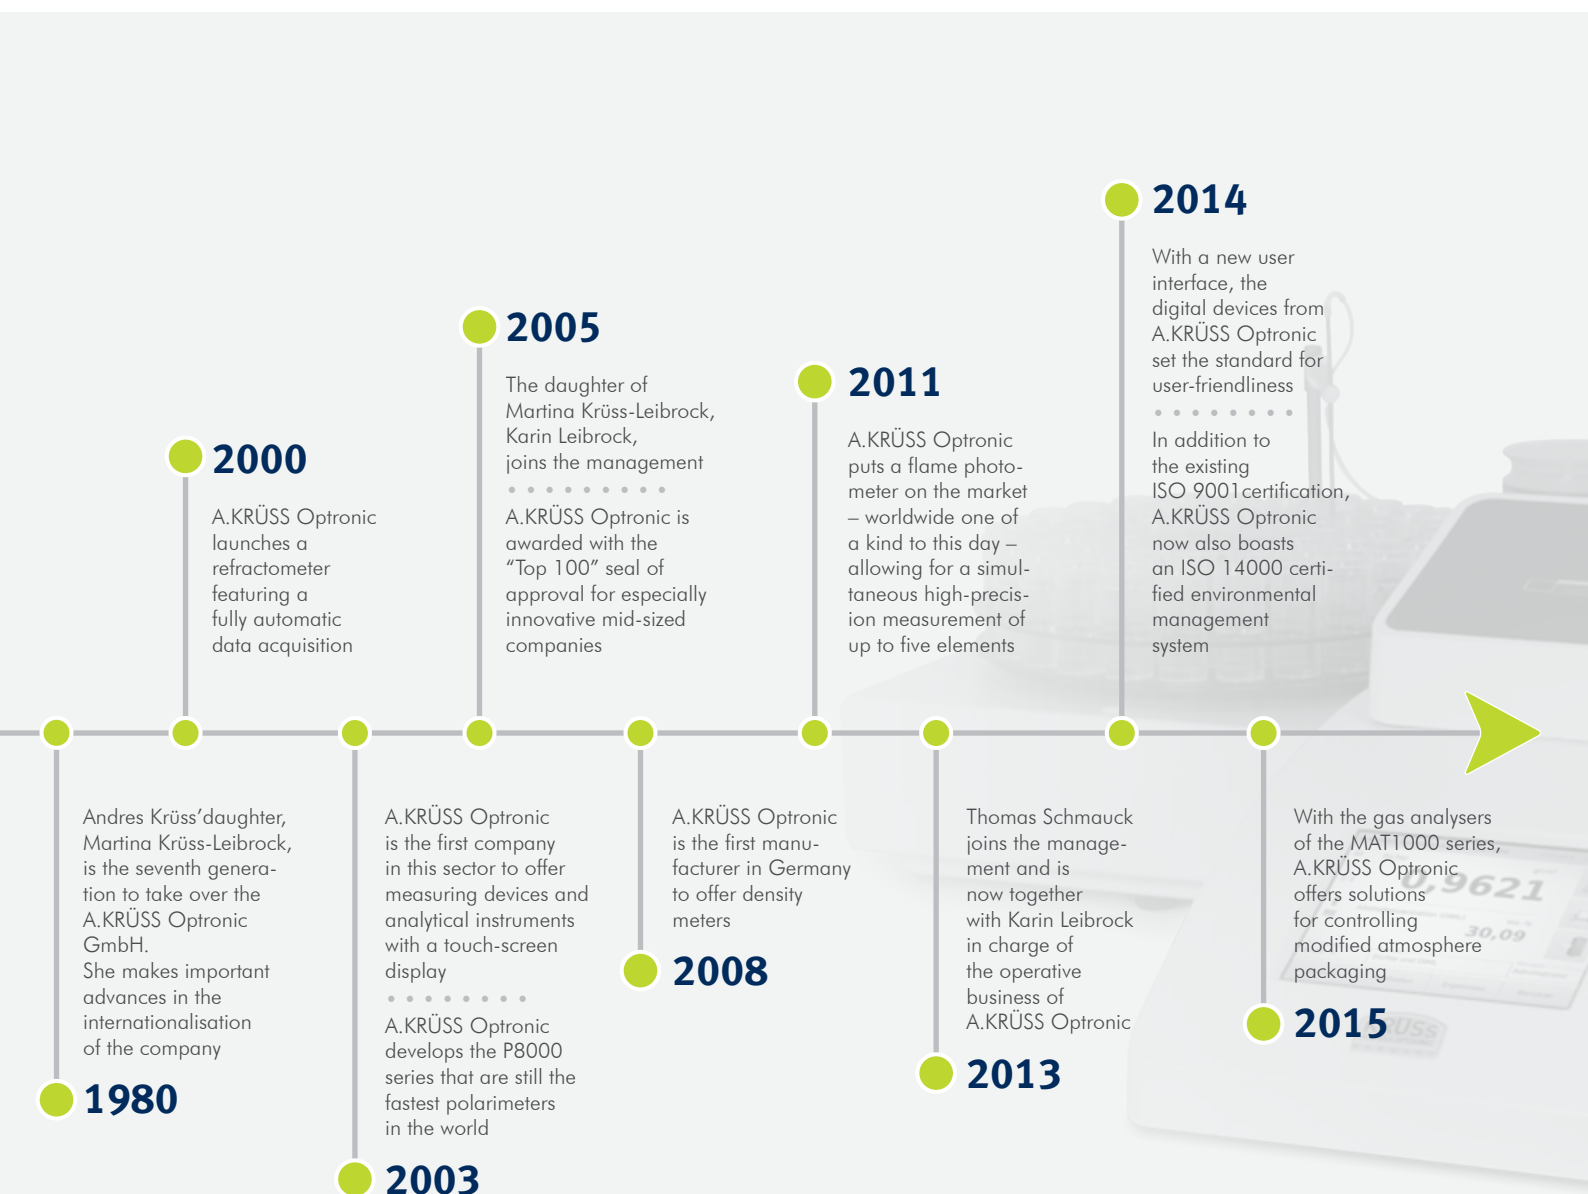 2014
With a new user
interface, the
digital devices from
A.KRÜSS Optronic
set the standard for
user-friendliness
In addition to
the existing
ISO 9001certification,
A.KRÜSS Optronic
now also boasts
an ISO 14000 certi-
fied environmental
management
system
2005
The daughter of
Martina Krüss-Leibrock,
Karin Leibrock,
joins the management
A.KRÜSS Optronic is
awarded with the
“Top 100” seal of
approval for especially
innovative mid-sized
companies
2011
A.KRÜSS Optronic
puts a flame photo-
meter on the market
– worldwide one of
a kind to this day –
allowing for a simul-
taneous high-precis-
ion measurement of
up to five elements
2000
A.KRÜSS Optronic
launches a
refractometer
featuring a
fully automatic
data acquisition
Andres Krüss’daughter,
Martina Krüss-Leibrock,
is the seventh genera-
tion to take over the
A.KRÜSS Optronic
GmbH.
She makes important
advances in the
internationalisation
of the company
1980
A.KRÜSS Optronic
is the first company
in this sector to offer
measuring devices and
analytical instruments
with a touch-screen
display
A.KRÜSS Optronic
develops the P8000
series that are still the
fastest polarimeters
in the world
2003
A.KRÜSS Optronic
is the first manu-
facturer in Germany
to offer density
meters
2008
Thomas Schmauck
joins the manage-
ment and is
now together
with Karin Leibrock
in charge of
the operative
business of
A.KRÜSS Optronic
2013
With the gas analysers
of the MAT1000 series,
A.KRÜSS Optronic
offers solutions
for controlling
modified atmosphere
packaging
2015
0,9621
30,09
KRÜSS